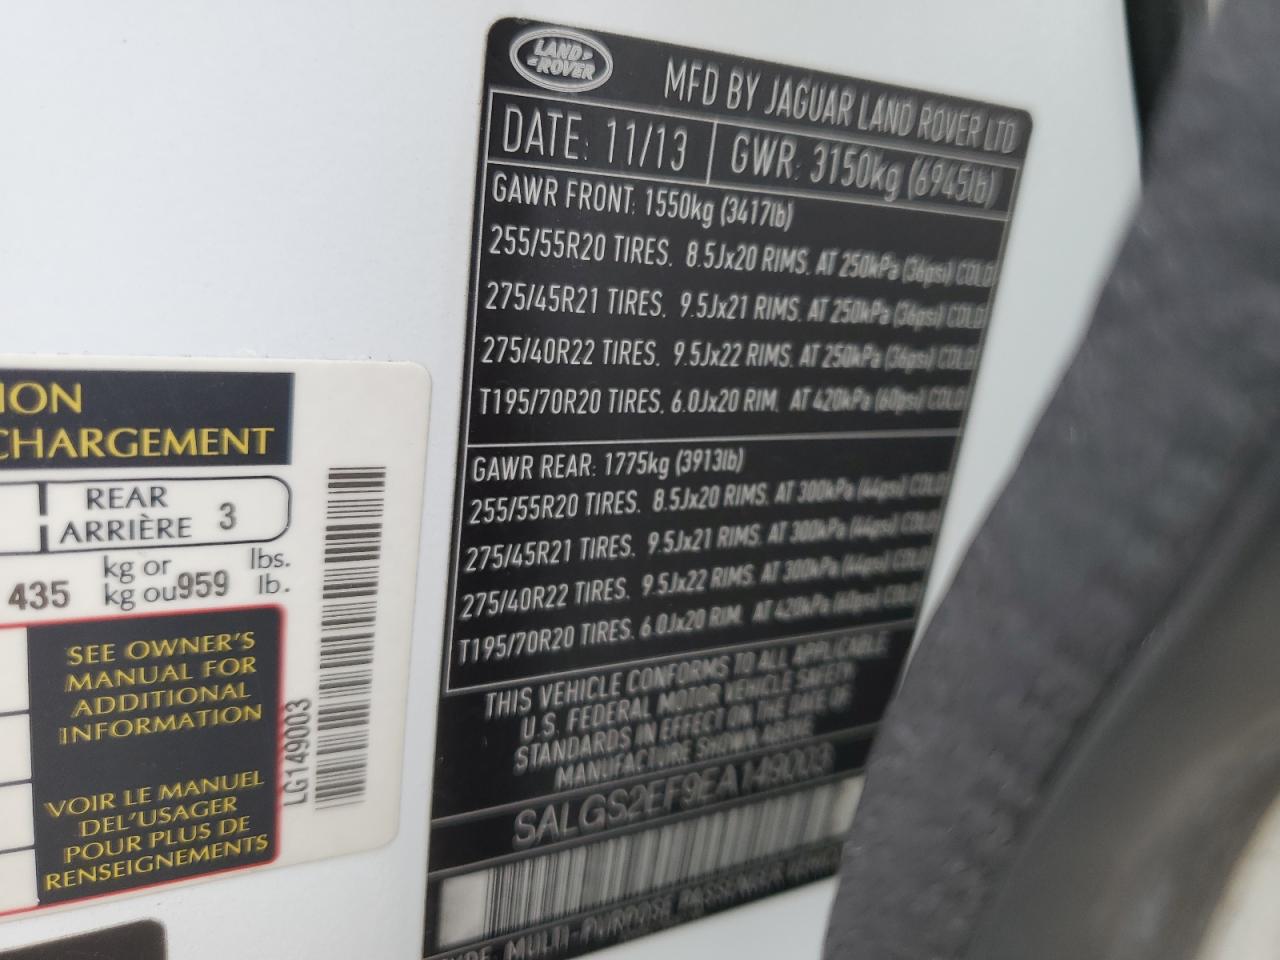 LAND
ROVER
MFD BY JAGUAR LAND ROVER LTD
DATE: 11/13
GWR: 3150kg (6945lb)
GAWR FRONT: 1550kg (3417lb)
255/55R20 TIRES. 8.5Jx20 RIMS. AT 250kPa (36psi) COLD
275/45R21 TIRES. 9.5Jx21 RIMS. AT 250kPa (36psi) COLD
275/40R22 TIRES. 9.5Jx22 RIMS. AT 250kPa (36psi) COLD
T195/70R20 TIRES. 6.0Jx20 RIM. AT 420kPa (60psi) COLD
GAWR REAR: 1775kg (3913lb)
255/55R20 TIRES. 8.5Jx20 RIMS. AT 300kPa (44psi) COLD
275/45R21 TIRES. 9.5Jx21 RIMS. AT 300kPa (44psi) COLD
275/40R22 TIRES. 9.5Jx22 RIMS. AT 300kPa (44psi) COLD
T195/70R20 TIRES. 6.0Jx20 RIM. AT 420kPa (60psi) COLD
THIS VEHICLE CONFORMS TO ALL APPLICABLE
U.S. FEDERAL MOTOR VEHICLE SAFETY
STANDARDS IN EFFECT ON THE DATE OF
MANUFACTURE SHOWN ABOVE
SALGS2EF9EA149003
TYPE: MULTI-PURPOSE PASSENGER
ION
CHARGEMENT
REAR
ARRIÈRE 3
435 kg or 959 lbs.
kg ou lb.
SEE OWNER'S
MANUAL FOR
ADDITIONAL
INFORMATION
VOIR LE MANUEL
DEL'USAGER
POUR PLUS DE
RENSEIGNEMENTS
LG149003